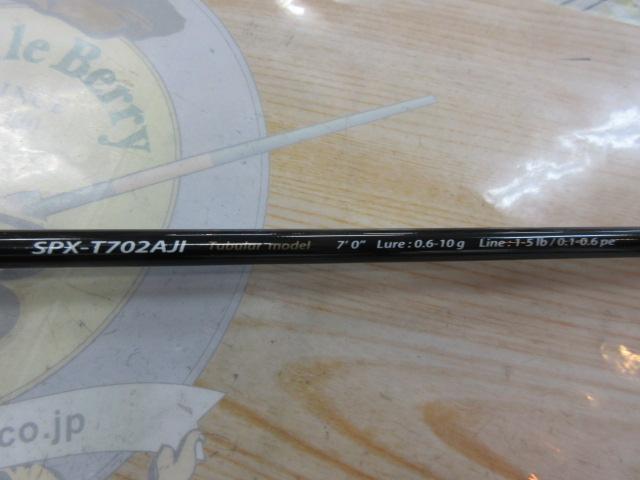 le Berry
SPX-T702AJI Tubular model 7'0" Lure : 0.6-10 g Line : 1-5 lb / 0.1-0.6 pe
.co.jp